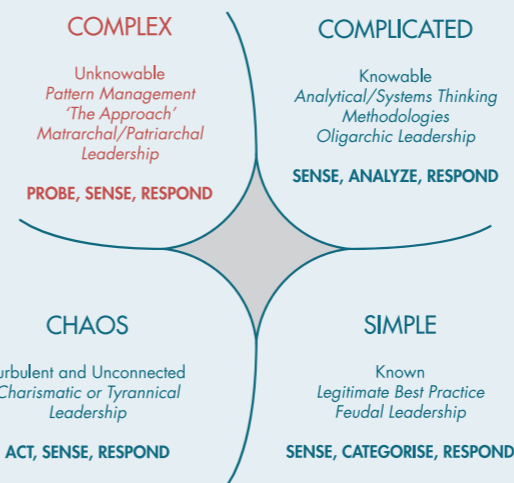 COMPLEX
Unknowable
Pattern Management
‘The Approach’
Matrarchal/Patriarchal
Leadership
PROBE, SENSE, RESPOND
COMPLICATED
Knowable
Analytical/Systems Thinking
Methodologies
Oligarchic Leadership
SENSE, ANALYZE, RESPOND
CHAOS
urbulent and Unconnected
Charismatic or Tyrannical
Leadership
ACT, SENSE, RESPOND
SIMPLE
Known
Legitimate Best Practice
Feudal Leadership
SENSE, CATEGORISE, RESPOND